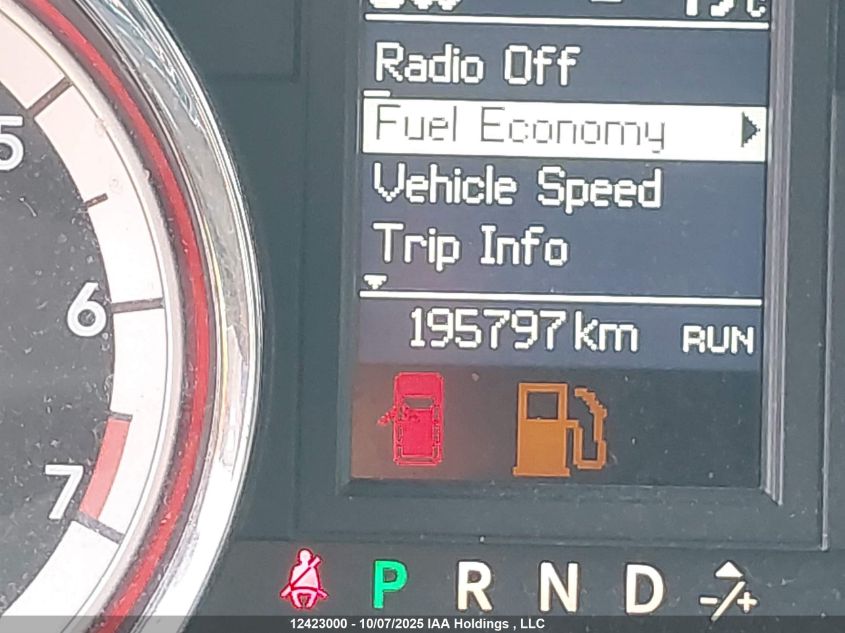 Radio Off
Fuel Economy
Vehicle Speed
Trip Info
195797 km RUN
5
6
7
P R N D -/+
12423000 - 10/07/2025 IAA Holdings , LLC